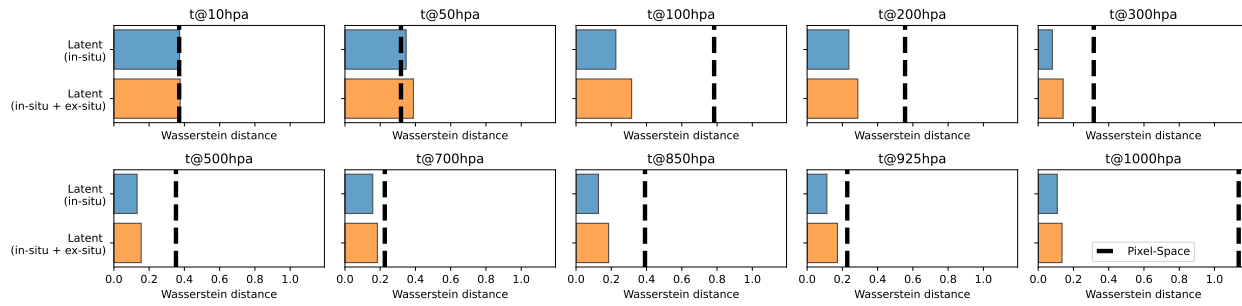 t@10hpa
t@50hpa
t@100hpa
t@200hpa
t@300hpa
Latent
(in-situ)
Latent
(in-situ + ex-situ)
Wasserstein distance
Wasserstein distance
Wasserstein distance
Wasserstein distance
Wasserstein distance
t@500hpa
t@700hpa
t@850hpa
t@925hpa
t@1000hpa
Latent
(in-situ)
Latent
(in-situ + ex-situ)
Pixel-Space
0.0 0.2 0.4 0.6 0.8 1.0
0.0 0.2 0.4 0.6 0.8 1.0
0.0 0.2 0.4 0.6 0.8 1.0
0.0 0.2 0.4 0.6 0.8 1.0
0.0 0.2 0.4 0.6 0.8 1.0
Wasserstein distance
Wasserstein distance
Wasserstein distance
Wasserstein distance
Wasserstein distance